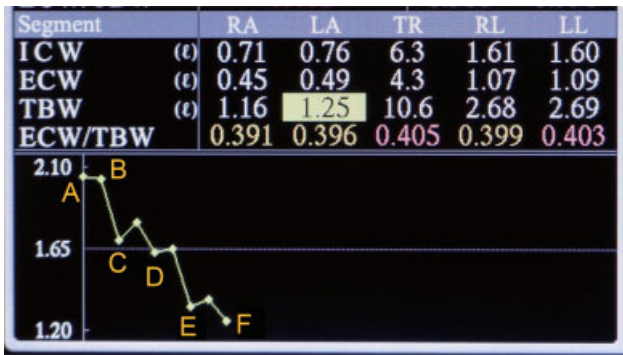 Segment RA LA TR RL LL
ICW (ℓ) 0.71 0.76 6.3 1.61 1.60
ECW (ℓ) 0.45 0.49 4.3 1.07 1.09
TBW (ℓ) 1.16 1.25 10.6 2.68 2.69
ECW/TBW 0.391 0.396 0.405 0.399 0.403
2.10 A B
1.65 C D
1.20 E F